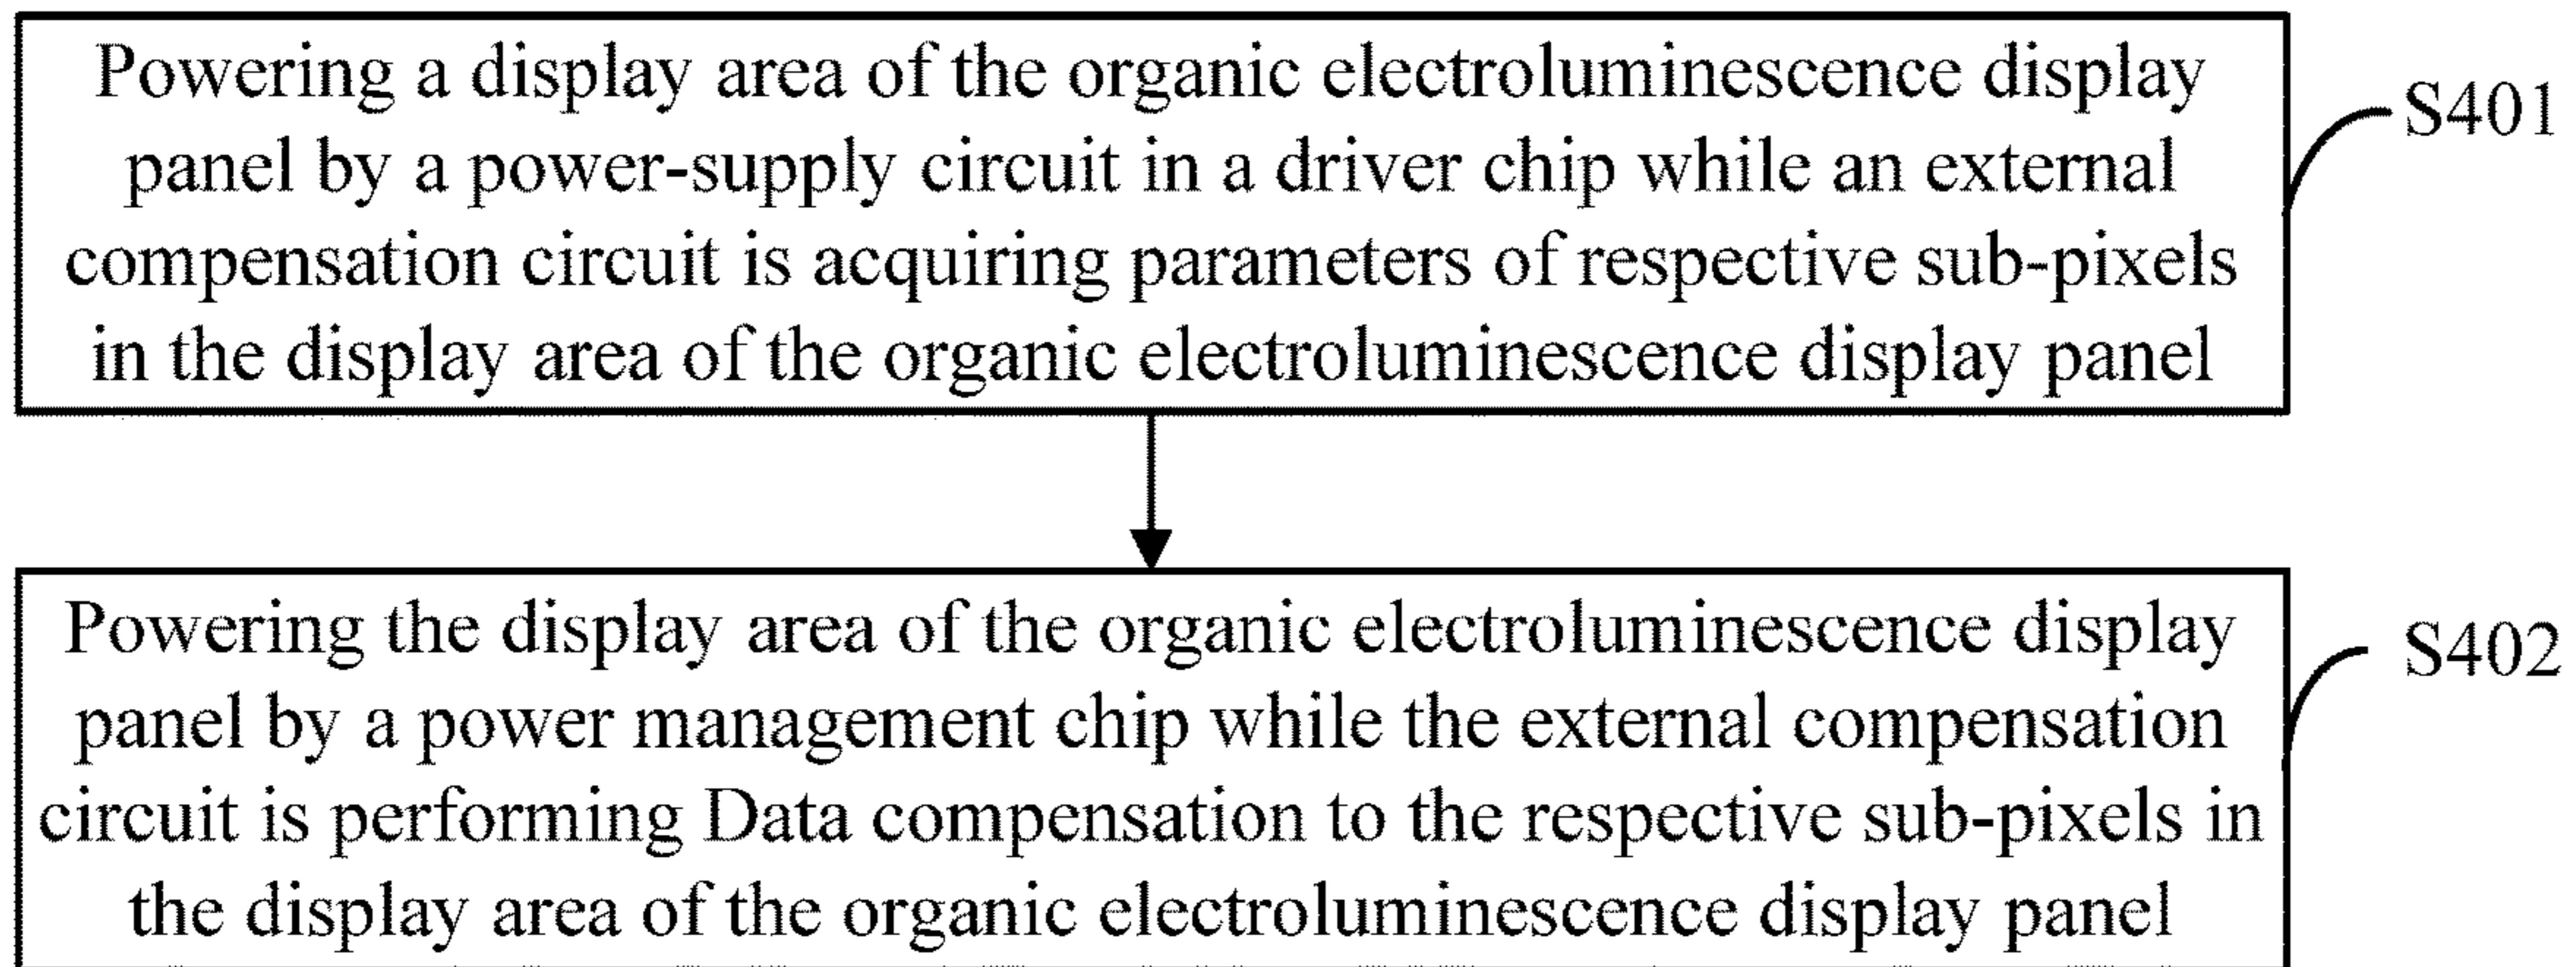 Powering a display area of the organic electroluminescence display
panel by a power-supply circuit in a driver chip while an external
compensation circuit is acquiring parameters of respective sub-pixels
in the display area of the organic electroluminescence display panel
S401
Powering the display area of the organic electroluminescence display
panel by a power management chip while the external compensation
circuit is performing Data compensation to the respective sub-pixels in
the display area of the organic electroluminescence display panel
S402